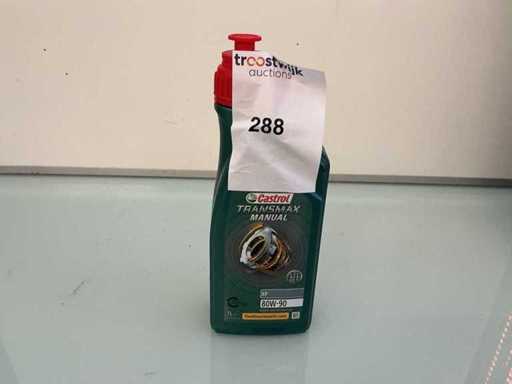 troostwijk
auctions
288
Castrol
TRANSMAX
MANUAL
EP
80W-90
1L